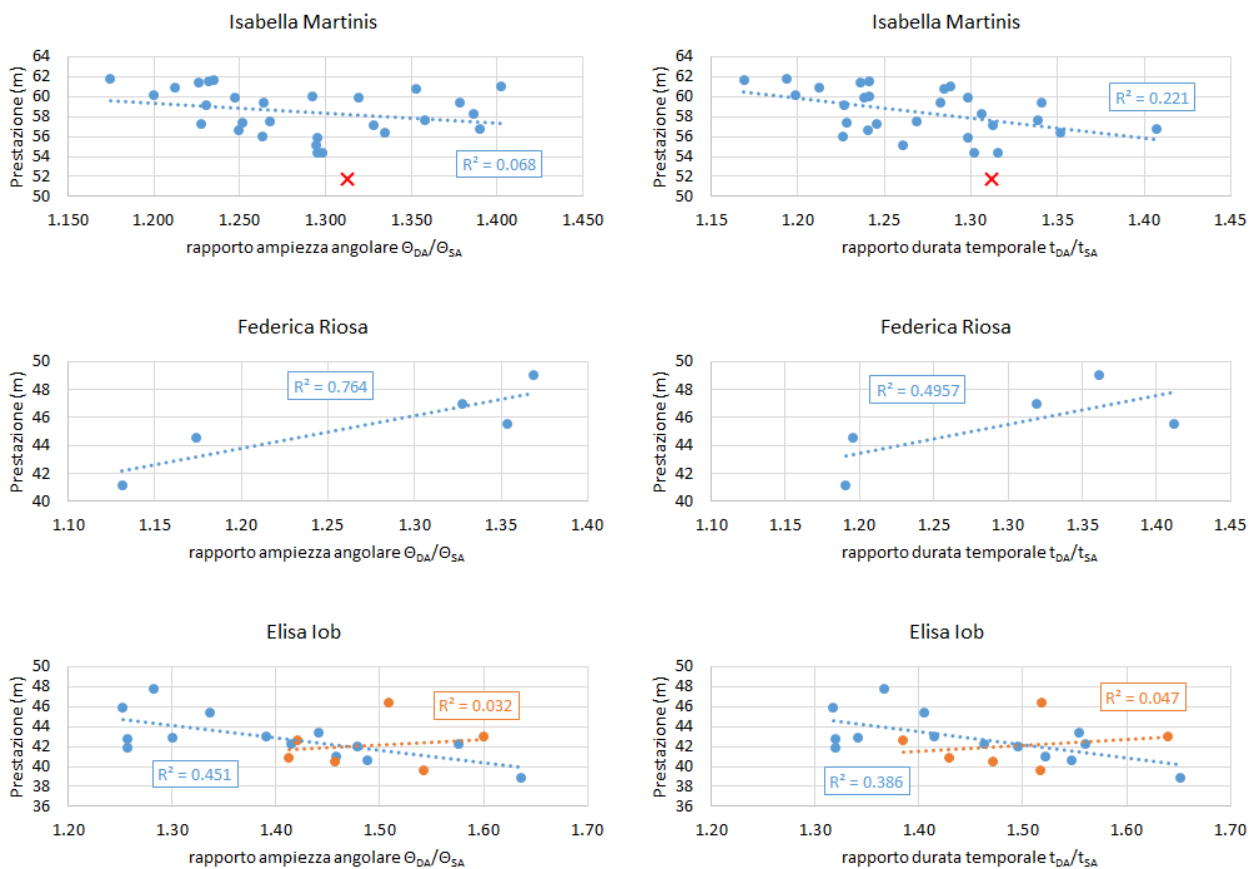 Isabella Martinis
Prestazione (m)
64
62
60
58
56
54
52
50
R² = 0.068
1.150 1.200 1.250 1.300 1.350 1.400 1.450
rapporto ampiezza angolare Θ_DA/Θ_SA
Isabella Martinis
Prestazione (m)
64
62
60
58
56
54
52
50
R² = 0.221
1.15 1.20 1.25 1.30 1.35 1.40 1.45
rapporto durata temporale t_DA/t_SA
Federica Riosa
Prestazione (m)
50
48
46
44
42
40
R² = 0.764
1.10 1.20 1.25 1.30 1.35 1.40
rapporto ampiezza angolare Θ_DA/Θ_SA
Federica Riosa
Prestazione (m)
50
48
46
44
42
40
R² = 0.4957
1.10 1.15 1.20 1.25 1.30 1.35 1.40 1.45
rapporto durata temporale t_DA/t_SA
Elisa Iob
Prestazione (m)
50
48
46
44
42
40
38
36
R² = 0.032
R² = 0.451
1.20 1.30 1.40 1.50 1.60 1.70
rapporto ampiezza angolare Θ_DA/Θ_SA
Elisa Iob
Prestazione (m)
50
48
46
44
42
40
38
36
R² = 0.047
R² = 0.386
1.20 1.30 1.40 1.50 1.60 1.70
rapporto durata temporale t_DA/t_SA